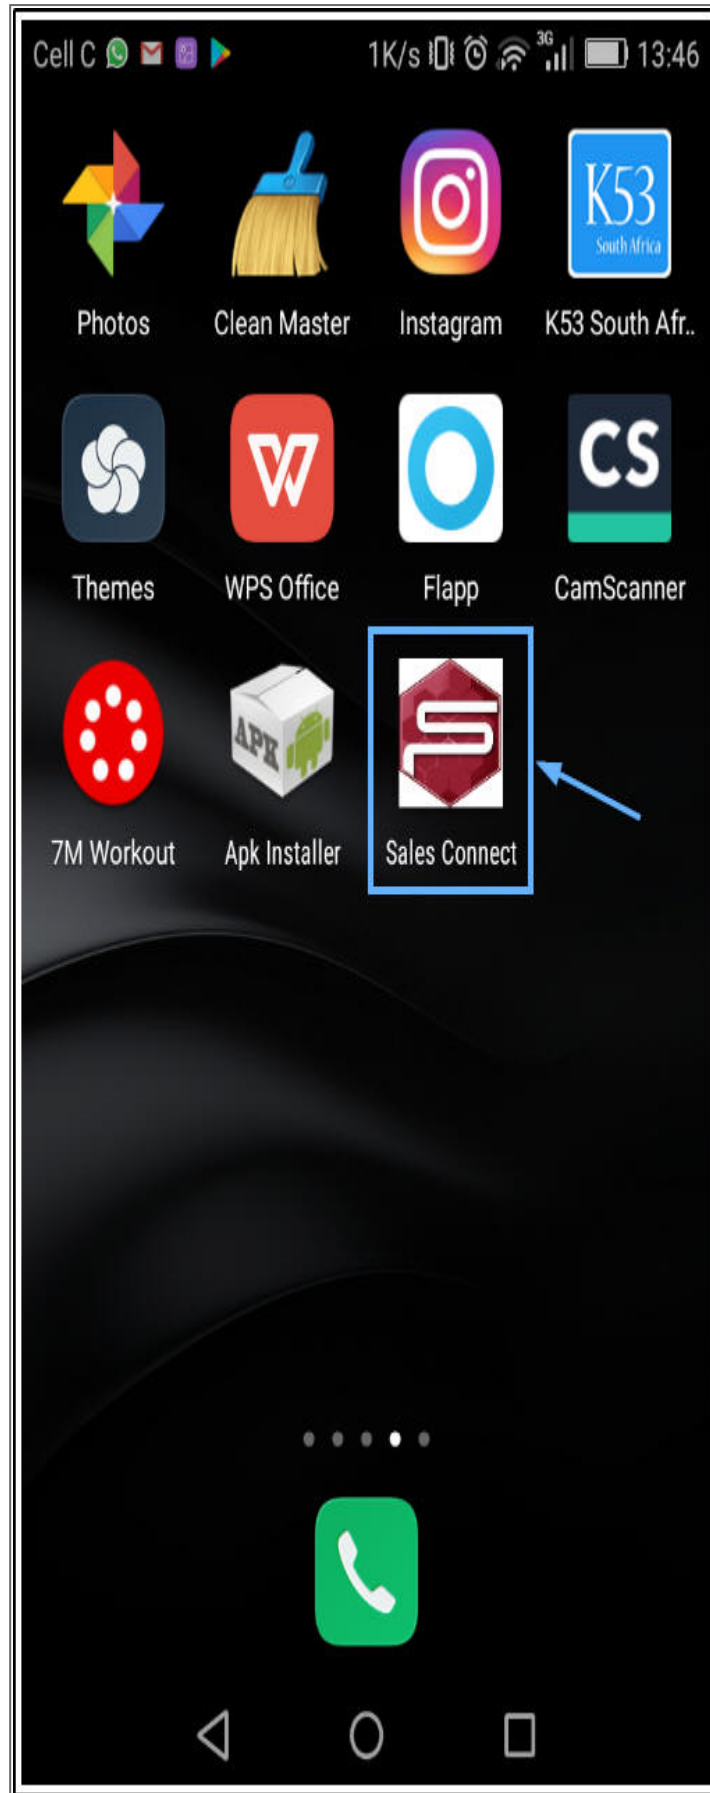 Cell C 1K/s 3G 13:46
K53
South Africa
Photos Clean Master Instagram K53 South Afr..
CS
Themes WPS Office Flapp CamScanner
APK
7M Workout Apk Installer Sales Connect